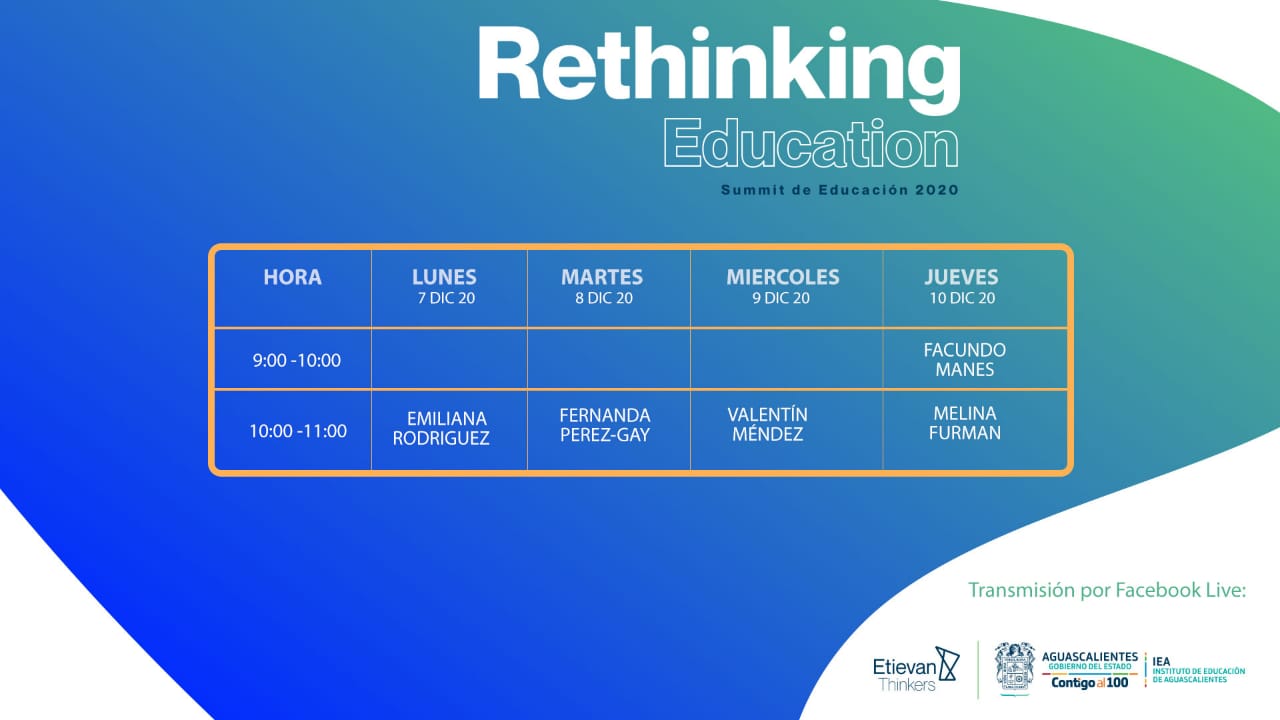 Rethinking
Education
Summit de Educación 2020
HORA
LUNES
7 DIC 20
MARTES
8 DIC 20
MIERCOLES
9 DIC 20
JUEVES
10 DIC 20
9:00 -10:00
FACUNDO
MANES
10:00 -11:00
EMILIANA
RODRIGUEZ
FERNANDA
PEREZ-GAY
VALENTÍN
MÉNDEZ
MELINA
FURMAN
Transmisión por Facebook Live:
Etievan
Thinkers
AGUASCALIENTES
GOBIERNO DEL ESTADO
Contigo al 100
IEA
INSTITUTO DE EDUCACIÓN
DE AGUASCALIENTES